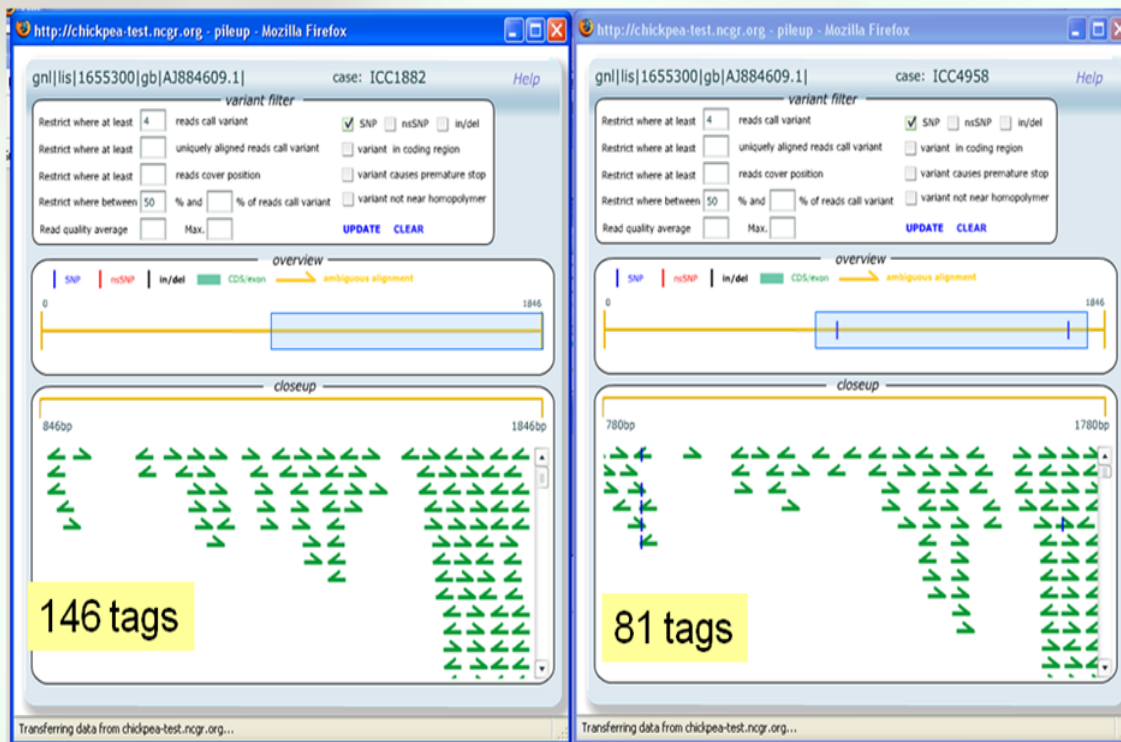 http://chickpea-test.ncgr.org - pileup - Mozilla Firefox
gnl|lis|1655300|gb|AJ884609.1| case: ICC1882 Help
variant filter
Restrict where at least 4 reads call variant SNP nsSNP in/del
Restrict where at least uniquely aligned reads call variant variant in coding region
Restrict where at least reads cover position variant causes premature stop
Restrict where between 50 % and % of reads call variant variant not near homopolymer
Read quality average Max. UPDATE CLEAR
overview
SNP nsSNP in/del CDS/exon ambiguous alignment
0 1846
closeup
846bp 1846bp
146 tags
Transferring data from chickpea-test.ncgr.org...
http://chickpea-test.ncgr.org - pileup - Mozilla Firefox
gnl|lis|1655300|gb|AJ884609.1| case: ICC4958 Help
variant filter
Restrict where at least 4 reads call variant SNP nsSNP in/del
Restrict where at least uniquely aligned reads call variant variant in coding region
Restrict where at least reads cover position variant causes premature stop
Restrict where between 50 % and % of reads call variant variant not near homopolymer
Read quality average Max. UPDATE CLEAR
overview
SNP nsSNP in/del CDS/exon ambiguous alignment
0 1846
closeup
780bp 1780bp
81 tags
Transferring data from chickpea-test.ncgr.org...